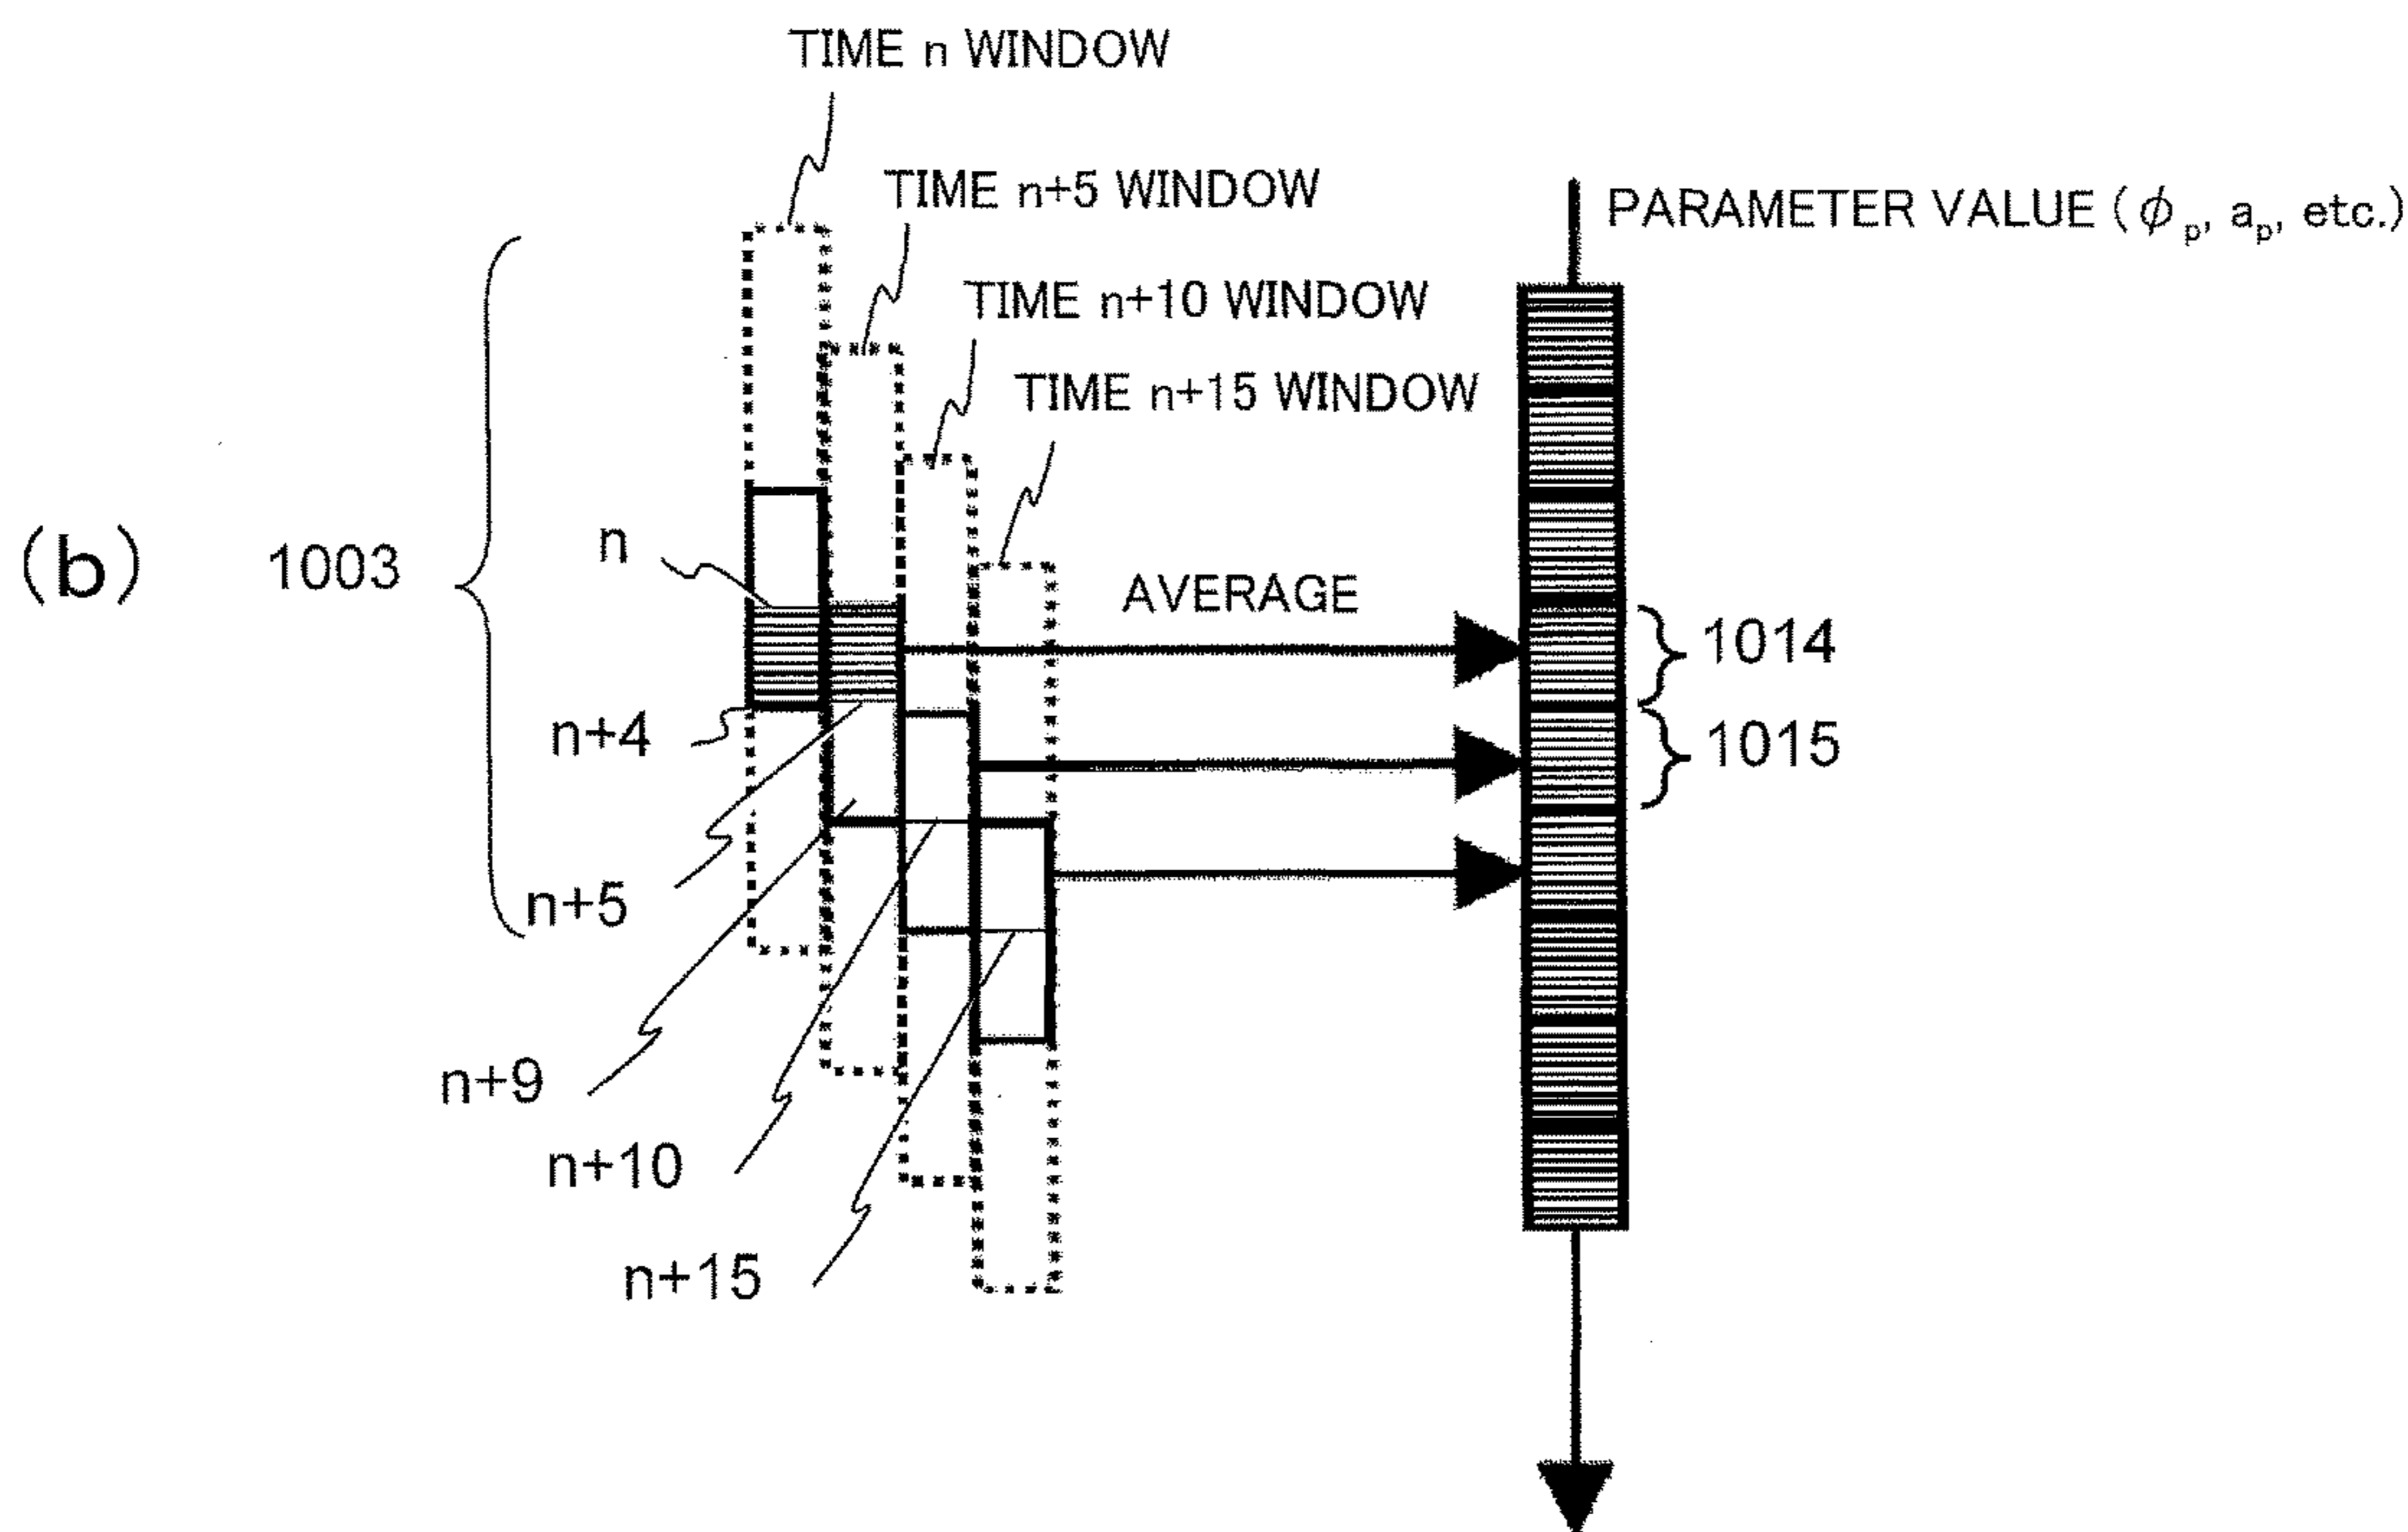 TIME n WINDOW
TIME n+5 WINDOW
PARAMETER VALUE (ϕp, ap, etc.)
TIME n+10 WINDOW
TIME n+15 WINDOW
(b)
1003
n
AVERAGE
1014
n+4
1015
n+5
n+9
n+10
n+15